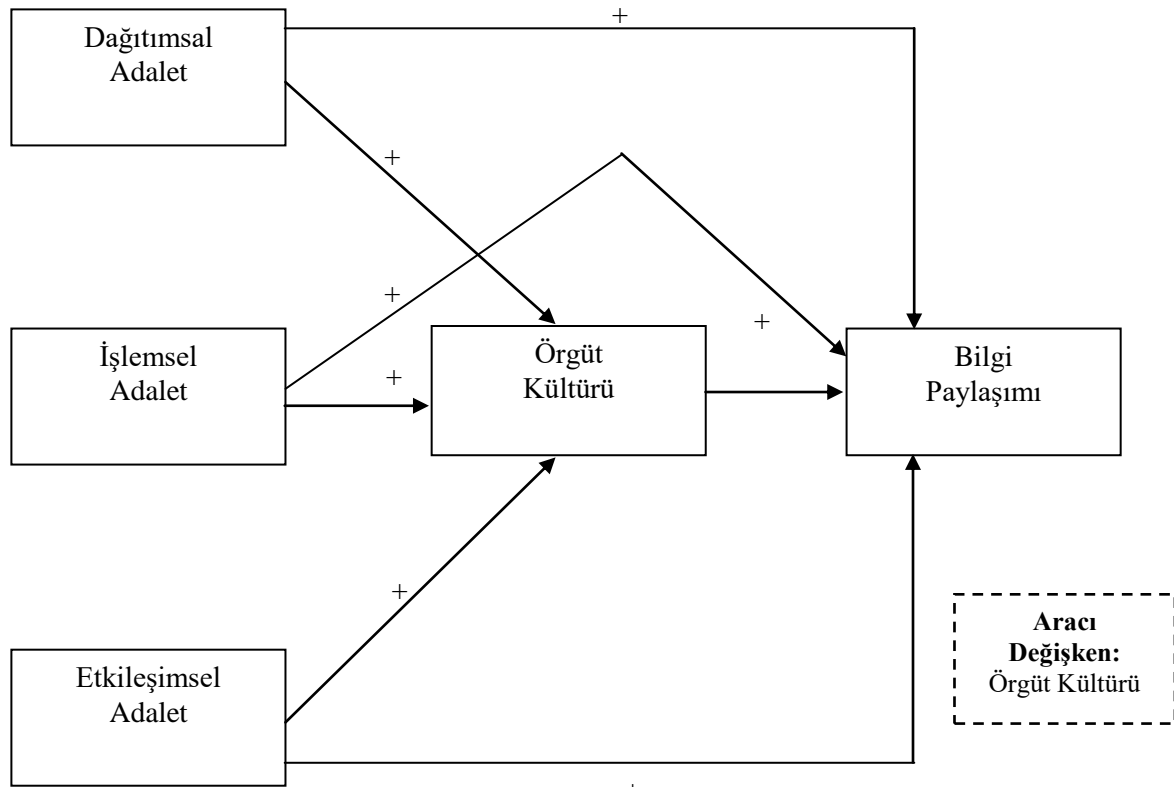 +
Dağıtımsal
Adalet
+
+
İşlemsel
Adalet
+
Örgüt
Kültürü
+
Bilgi
Paylaşımı
+
Etkileşimsel
Adalet
Aracı
Değişken:
Örgüt Kültürü
+